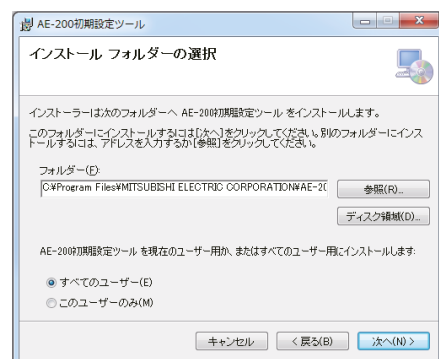 AE-200初期設定ツール
インストール フォルダーの選択
インストーラーは次のフォルダーへ AE-200初期設定ツール をインストールします。
このフォルダーにインストールするには[次へ]をクリックしてください。別のフォルダーにインス
トールするには、アドレスを入力するか[参照]をクリックしてください。
フォルダー(F):
C:¥Program Files¥MITSUBISHI ELECTRIC CORPORATION¥AE-20
参照(R)...
ディスク領域(D)...
AE-200初期設定ツール を現在のユーザー用か、またはすべてのユーザー用にインストールします:
すべてのユーザー(E)
このユーザーのみ(M)
キャンセル
< 戻る(B)
次へ(N) >